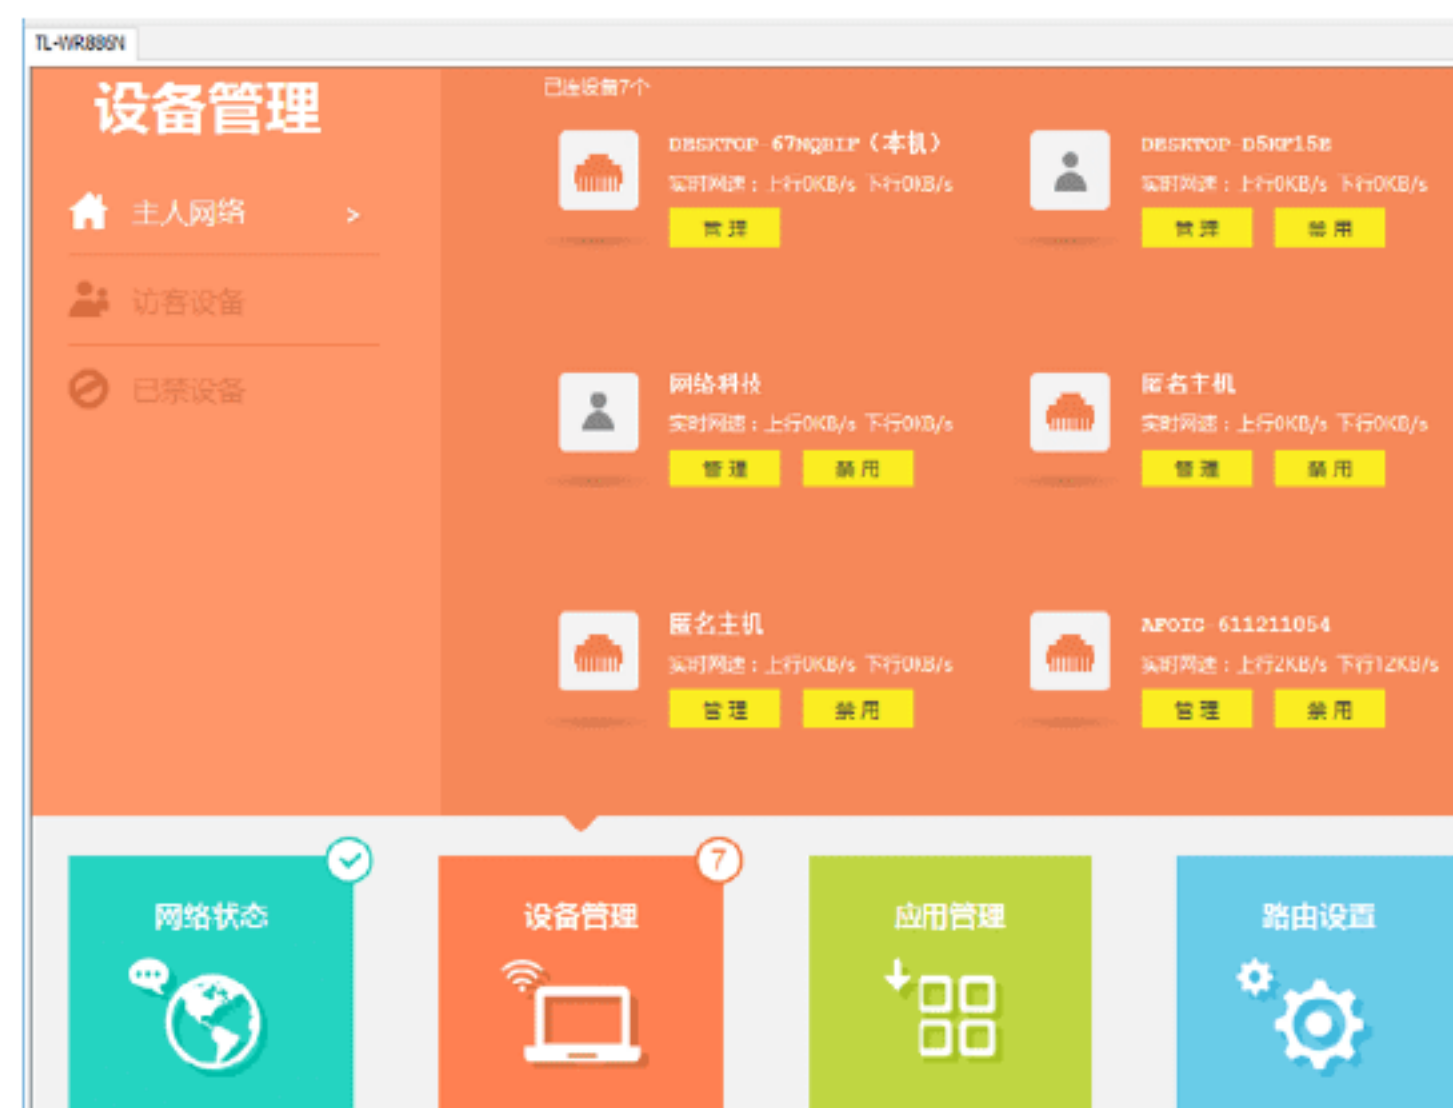 TL-WR886N
设备管理
主人网络 >
访客设备
已禁设备
已连设备7个
(本机)
实时网速：上行0KB/s 下行0KB/s
管理
DESKTOP-D5KF15E
实时网速：上行0KB/s 下行0KB/s
管理 禁用
网络科技
实时网速：上行0KB/s 下行0KB/s
管理 禁用
匿名主机
实时网速：上行0KB/s 下行0KB/s
管理 禁用
匿名主机
实时网速：上行0KB/s 下行0KB/s
管理 禁用
APOIC-611211054
实时网速：上行2KB/s 下行12KB/s
管理 禁用
网络状态
7
设备管理
应用管理
路由设置